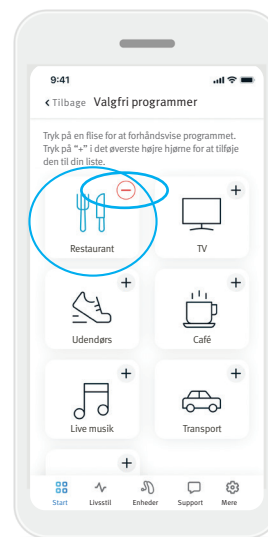 9:41
Tilbage Valgfri programmer
Tryk på en flise for at forhåndsvise programmet.
Tryk på "+" i det øverste højre hjørne for at tilføje
den til din liste.
Restaurant
TV
Udendørs
Café
Live musik
Transport
Start Livsstil Enheder Support Mere